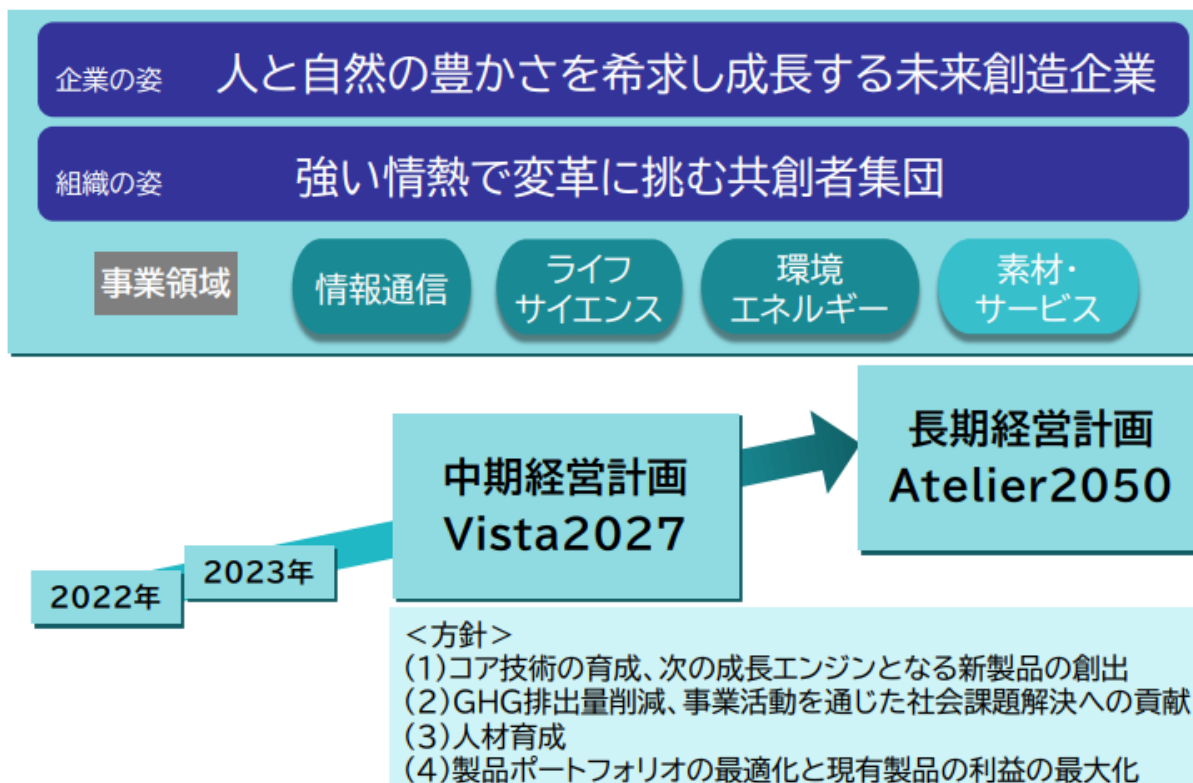 企業の姿 人と自然の豊かさを希求し成長する未来創造企業
組織の姿 強い情熱で変革に挑む共創者集団
事業領域
情報通信
ライフ
サイエンス
環境
エネルギー
素材・
サービス
長期経営計画
Atelier2050
中期経営計画
Vista2027
2023年
2022年
＜方針＞
(1)コア技術の育成、次の成長エンジンとなる新製品の創出
(2)GHG排出量削減、事業活動を通じた社会課題解決への貢献
(3)人材育成
(4)製品ポートフォリオの最適化と現有製品の利益の最大化